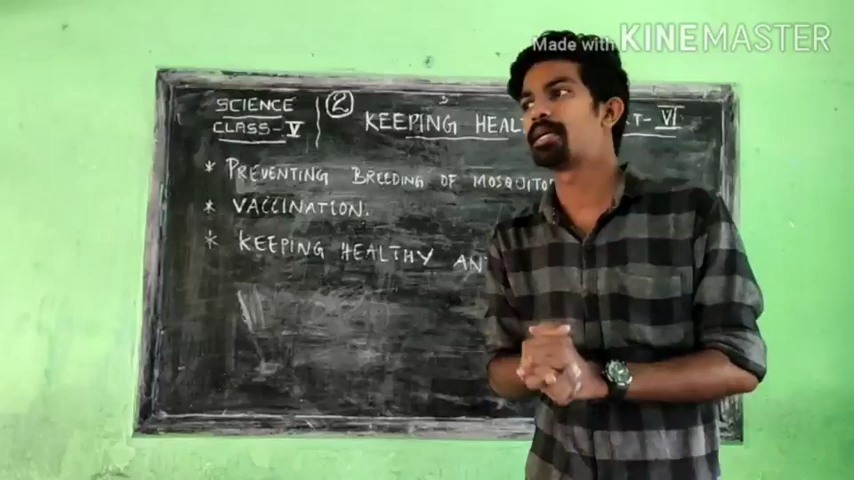 Made with KINEMASTER
SCIENCE
CLASS-V
2
KEEPING HEAL T- VI
* PREVENTING BREEDING OF MOSQUITO
* VACCINATION.
* KEEPING HEALTHY AN